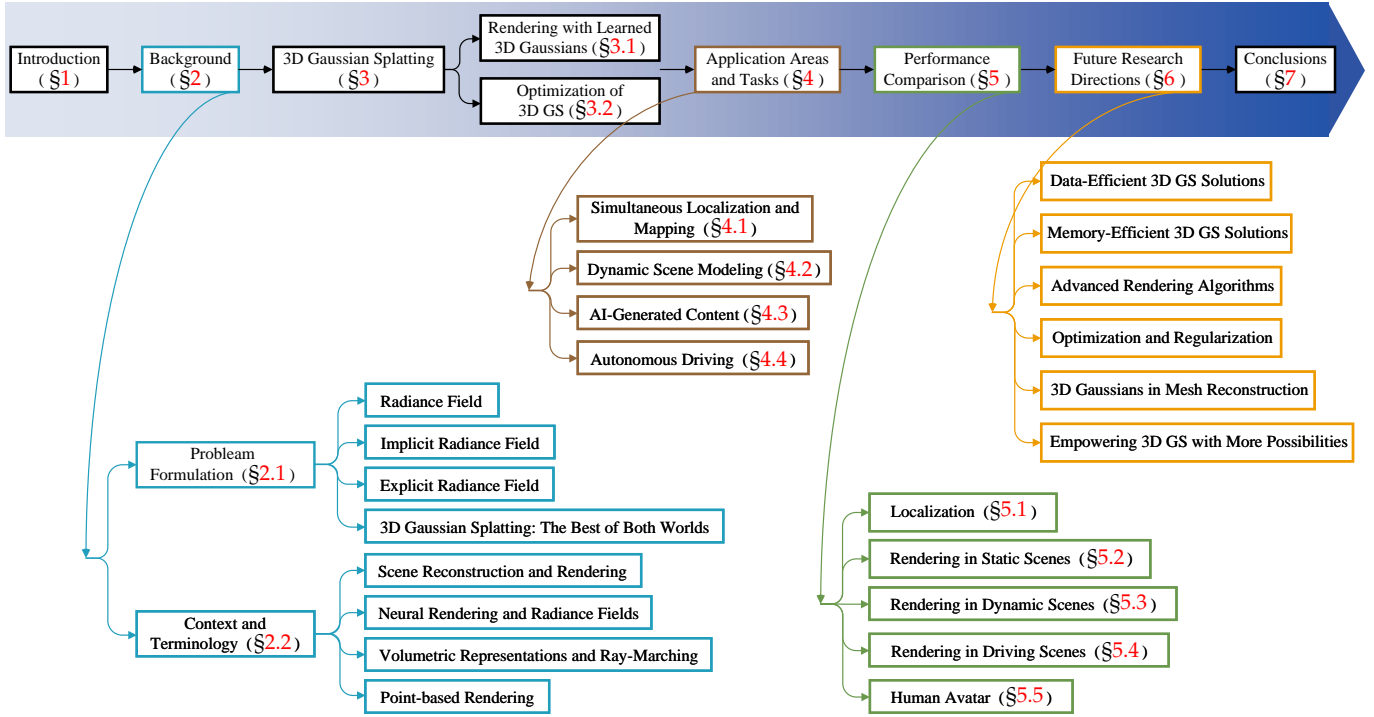 Introduction
(§1)
Background
(§2)
3D Gaussian Splatting
(§3)
Rendering with Learned
3D Gaussians (§3.1)
Optimization of
3D GS (§3.2)
Application Areas
and Tasks (§4)
Performance
Comparison (§5)
Future Research
Directions (§6)
Conclusions
(§7)
Simultaneous Localization and
Mapping (§4.1)
Dynamic Scene Modeling (§4.2)
AI-Generated Content (§4.3)
Autonomous Driving (§4.4)
Data-Efficient 3D GS Solutions
Memory-Efficient 3D GS Solutions
Advanced Rendering Algorithms
Optimization and Regularization
3D Gaussians in Mesh Reconstruction
Empowering 3D GS with More Possibilities
Probleam
Formulation (§2.1)
Radiance Field
Implicit Radiance Field
Explicit Radiance Field
3D Gaussian Splatting: The Best of Both Worlds
Context and
Terminology (§2.2)
Scene Reconstruction and Rendering
Neural Rendering and Radiance Fields
Volumetric Representations and Ray-Marching
Point-based Rendering
Localization (§5.1)
Rendering in Static Scenes (§5.2)
Rendering in Dynamic Scenes (§5.3)
Rendering in Driving Scenes (§5.4)
Human Avatar (§5.5)